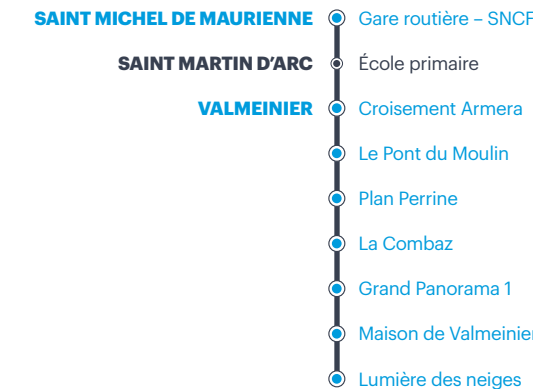 SAINT MICHEL DE MAURIENNE Gare routière – SNCF
SAINT MARTIN D’ARC École primaire
VALMEINIER Croisement Armera
Le Pont du Moulin
Plan Perrine
La Combaz
Grand Panorama 1
Maison de Valmeinier
Lumière des neiges